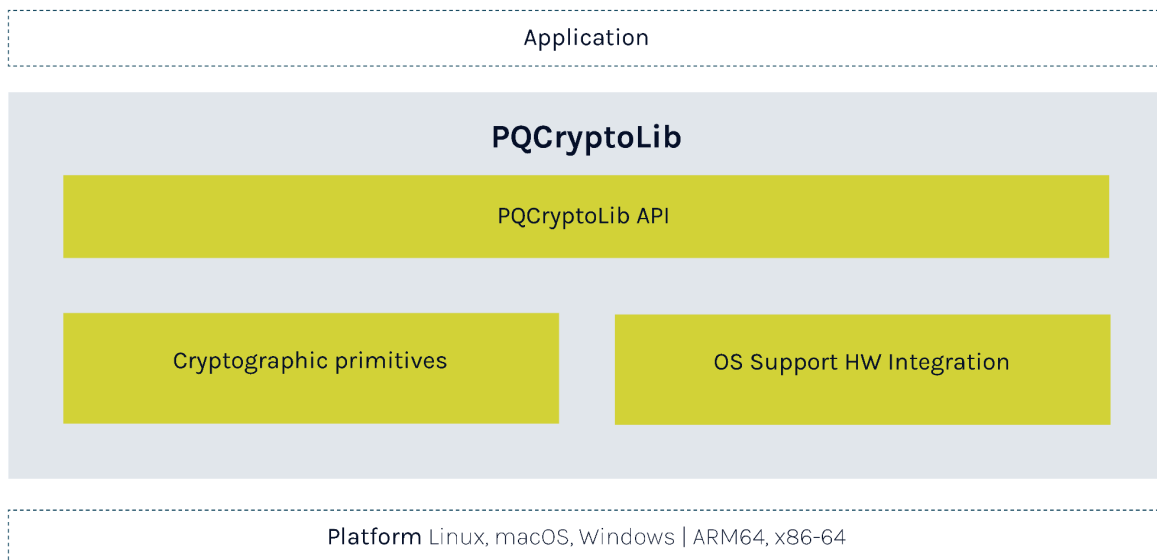 Application
PQCryptoLib
PQCryptoLib API
Cryptographic primitives
OS Support HW Integration
Platform Linux, macOS, Windows | ARM64, x86-64